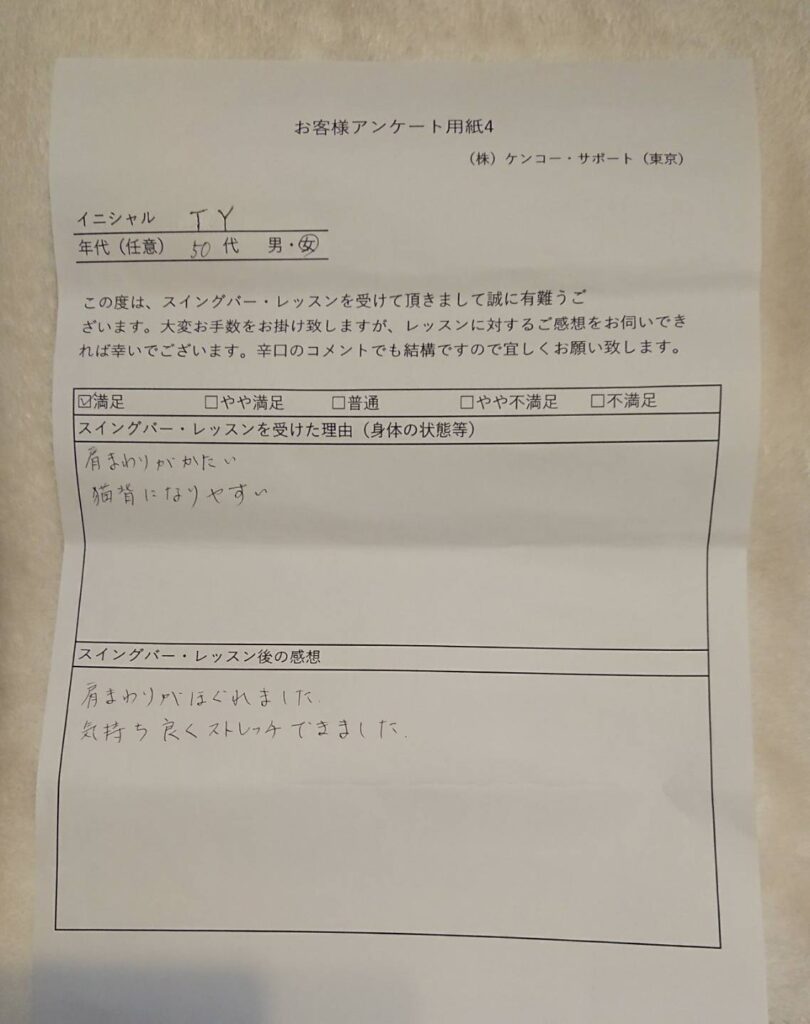 お客様アンケート用紙4
（株）ケンコー・サポート（東京）
イニシャル TY
年代（任意） 50代 男・女
この度は、スイングバー・レッスンを受けて頂きまして誠に有難うご
ざいます。大変お手数をお掛け致しますが、レッスンに対するご感想をお伺いでき
れば幸いでございます。辛口のコメントでも結構ですので宜しくお願い致します。
☑満足 □やや満足 □普通 □やや不満足 □不満足
スイングバー・レッスンを受けた理由（身体の状態等）
肩まわりがかたい
猫背になりやすい
スイングバー・レッスン後の感想
肩まわりがほぐれました.
気持ち良くストレッチできました.